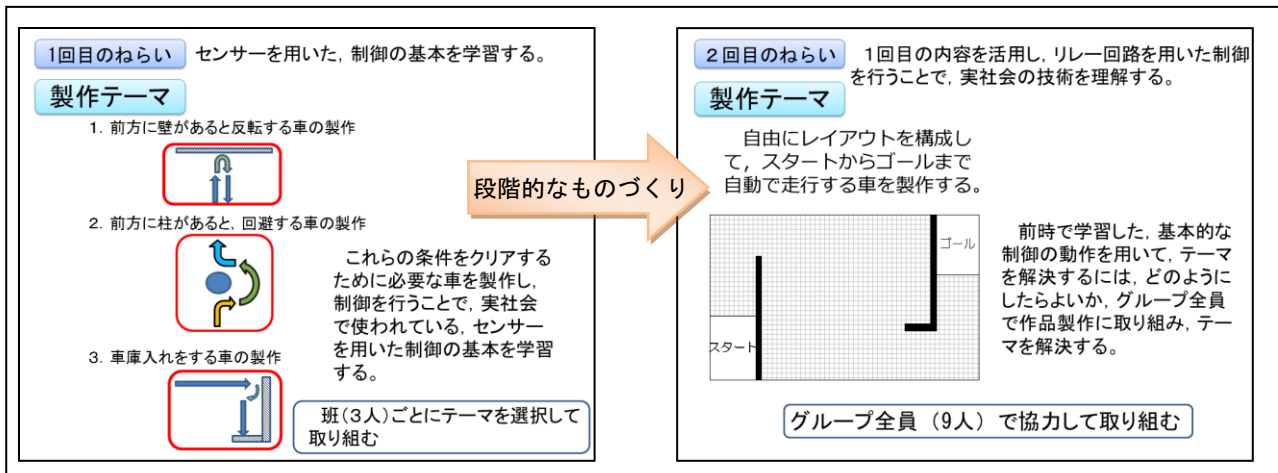 1回目のねらい
センサーを用いた，制御の基本を学習する。
製作テーマ
1．前方に壁があると反転する車の製作
2．前方に柱があると，回避する車の製作
3．車庫入れをする車の製作
これらの条件をクリアする
ために必要な車を製作し，
制御を行うことで，実社会
で使われている，センサー
を用いた制御の基本を学習
する。
班（3人）ごとにテーマを選択して
取り組む
段階的なものづくり
2回目のねらい
1回目の内容を活用し，リレー回路を用いた制御
を行うことで，実社会の技術を理解する。
製作テーマ
自由にレイアウトを構成し
て，スタートからゴールまで
自動で走行する車を製作する。
ゴール
スタート
前時で学習した，基本的な
制御の動作を用いて，テーマ
を解決するには，どのように
したらよいか，グループ全員
で作品製作に取り組み，テー
マを解決する。
グループ全員（9人）で協力して取り組む